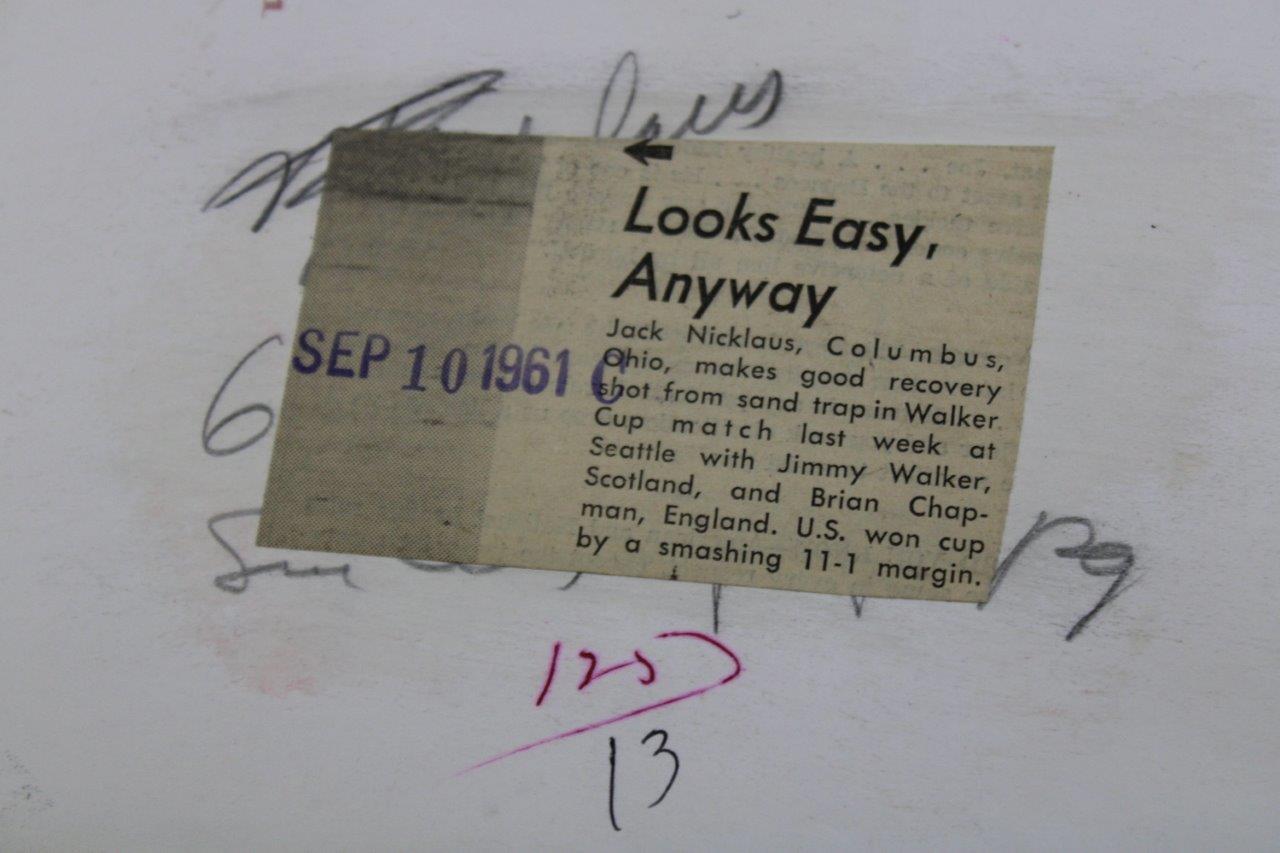 Looks Easy,
Anyway
SEP 10 1961 C
Jack Nicklaus, Columbus,
Ohio, makes good recovery
shot from sand trap in Walker
Cup match last week at
Seattle with Jimmy Walker,
Scotland, and Brian Chap-
man, England. U.S. won cup
by a smashing 11-1 margin.
6
125
13